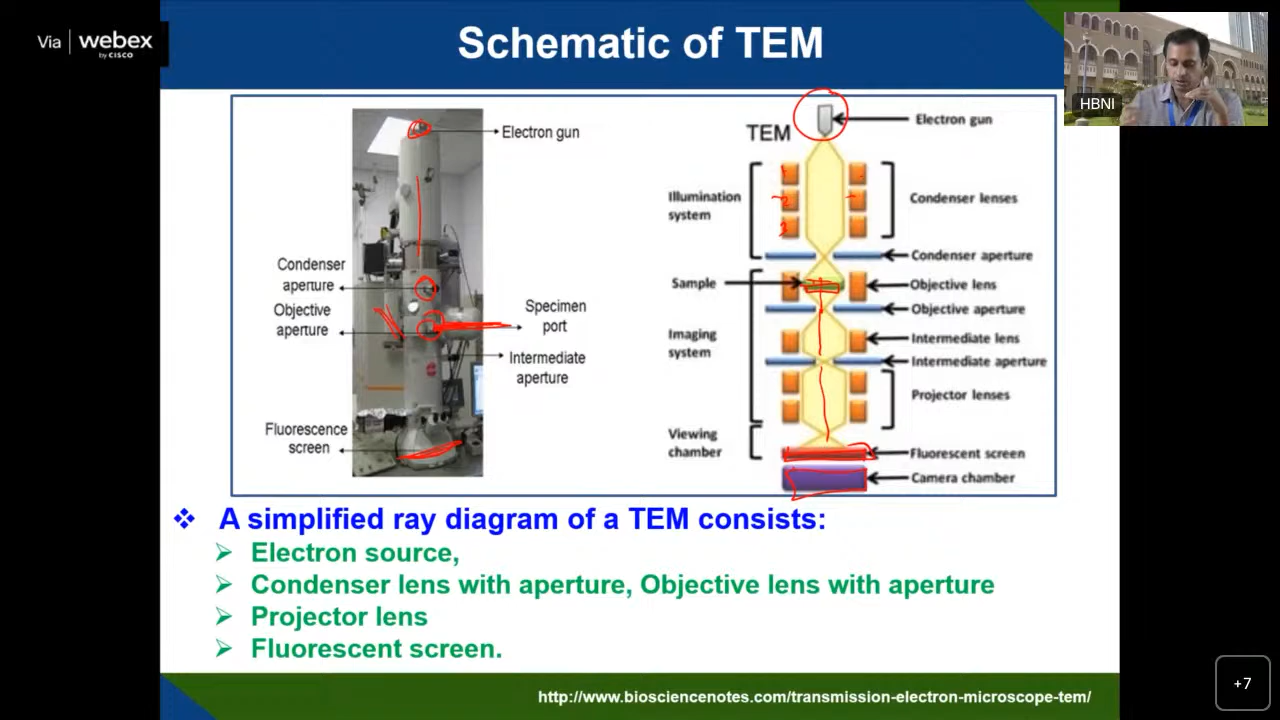 Via | webex
by CISCO
Schematic of TEM
HBNI
Electron gun
Condenser
aperture
Objective
aperture
Specimen
port
Intermediate
aperture
Fluorescence
screen
TEM
Electron gun
Illumination
system
Condenser lenses
Condenser aperture
Sample
Objective lens
Objective aperture
Imaging
system
Intermediate lens
Intermediate aperture
Projector lenses
Viewing
chamber
Fluorescent screen
Camera chamber
1
2
3
❖ A simplified ray diagram of a TEM consists:
➢ Electron source,
➢ Condenser lens with aperture, Objective lens with aperture
➢ Projector lens
➢ Fluorescent screen.
http://www.biosciencenotes.com/transmission-electron-microscope-tem/
+7